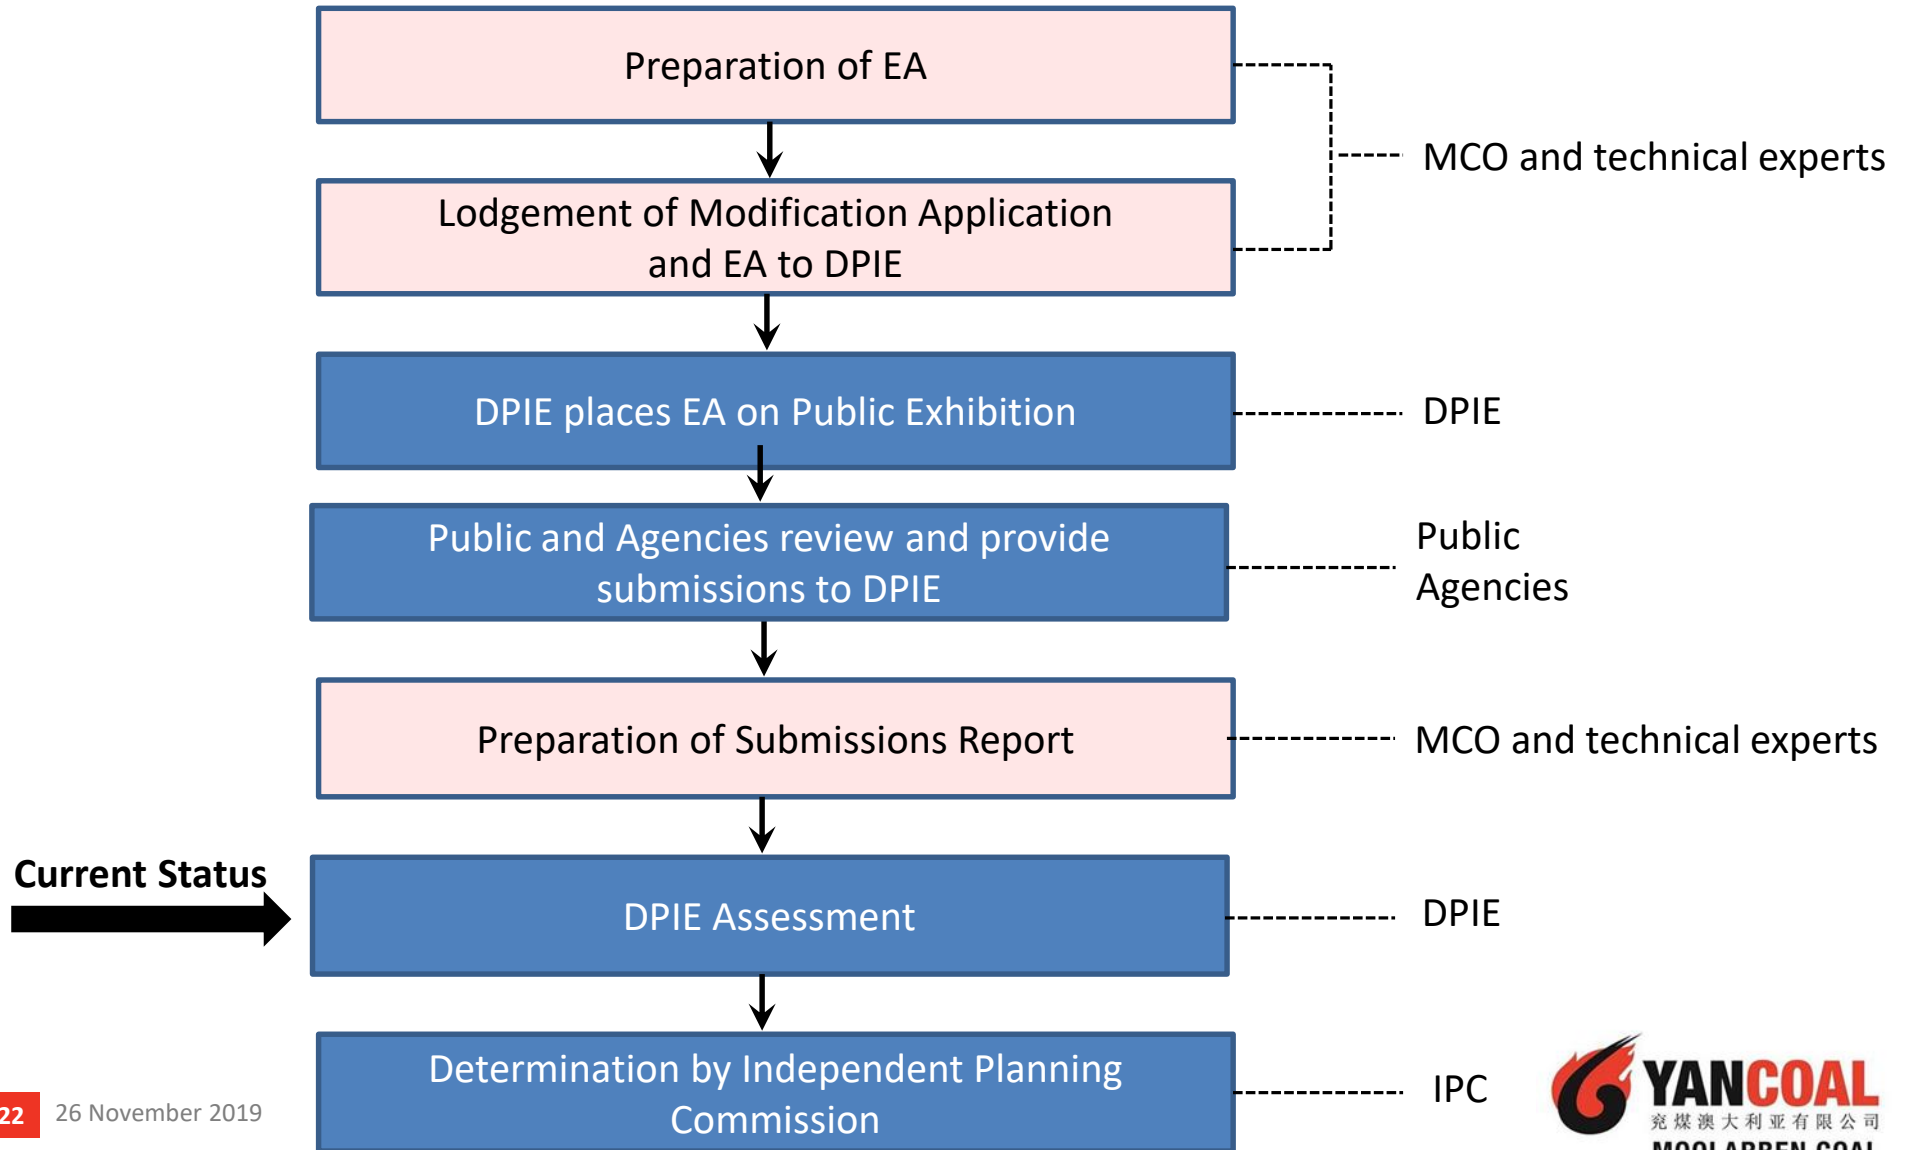 Preparation of EA
MCO and technical experts
Lodgement of Modification Application
and EA to DPIE
DPIE places EA on Public Exhibition
DPIE
Public and Agencies review and provide
submissions to DPIE
Public
Agencies
Preparation of Submissions Report
MCO and technical experts
Current Status
DPIE Assessment
DPIE
Determination by Independent Planning
Commission
IPC
22
26 November 2019
YANCOAL
兖煤澳大利亚有限公司
MOOLARBEN COAL